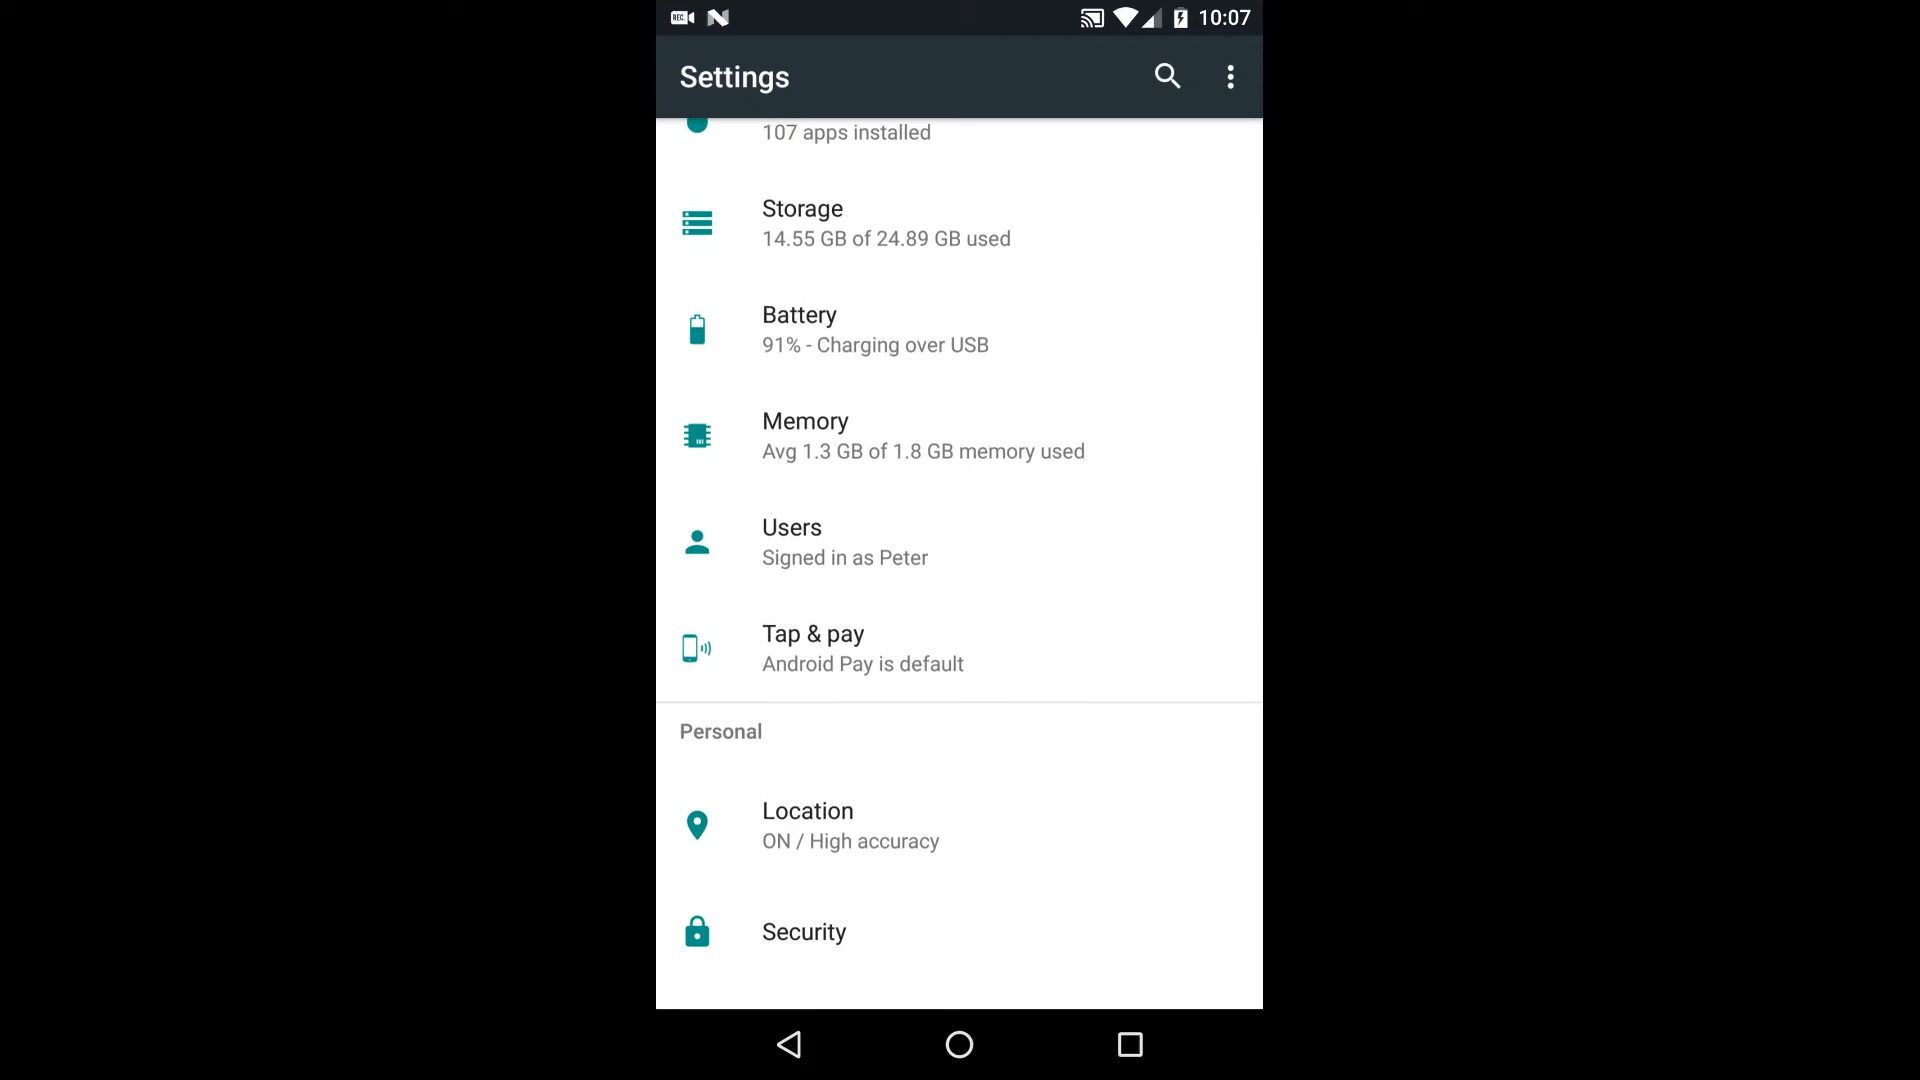 REC
10:07
Settings
107 apps installed
Storage
14.55 GB of 24.89 GB used
Battery
91% - Charging over USB
Memory
Avg 1.3 GB of 1.8 GB memory used
Users
Signed in as Peter
Tap & pay
Android Pay is default
Personal
Location
ON / High accuracy
Security